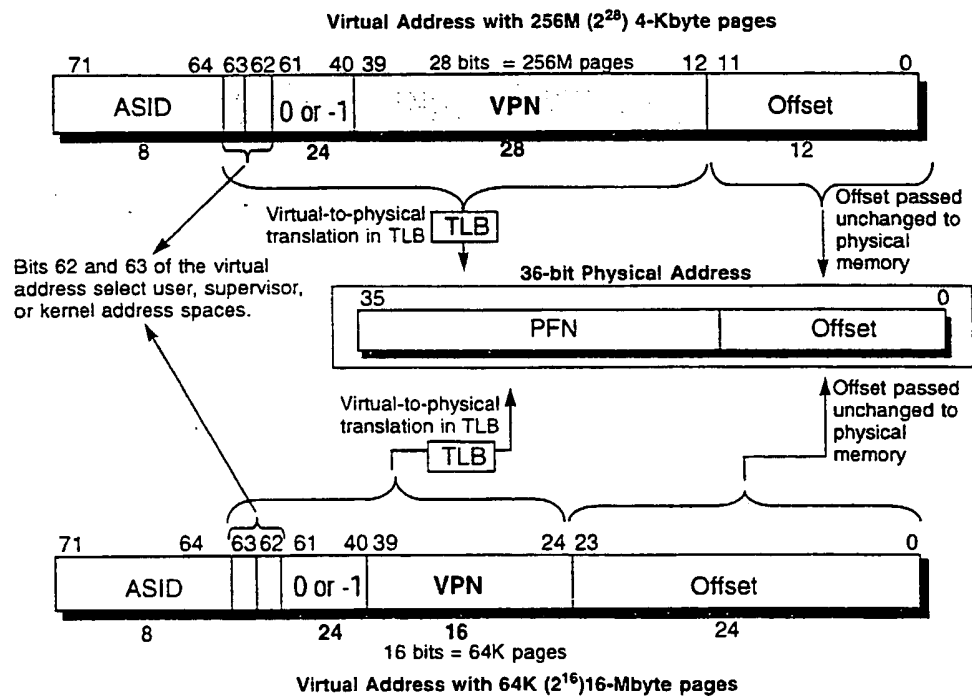 Virtual Address with 256M (2^28) 4-Kbyte pages
71 64 63 62 61 40 39 28 bits = 256M pages 12 11 0
ASID 0 or -1 VPN Offset
8 24 28 12
Virtual-to-physical
translation in TLB
TLB
Offset passed
unchanged to
physical
memory
Bits 62 and 63 of the virtual
address select user, supervisor,
or kernel address spaces.
36-bit Physical Address
35 0
PFN Offset
Virtual-to-physical
translation in TLB
TLB
Offset passed
unchanged to
physical
memory
71 64 63 62 61 40 39 24 23 0
ASID 0 or -1 VPN Offset
8 24 16 24
16 bits = 64K pages
Virtual Address with 64K (2^16)16-Mbyte pages